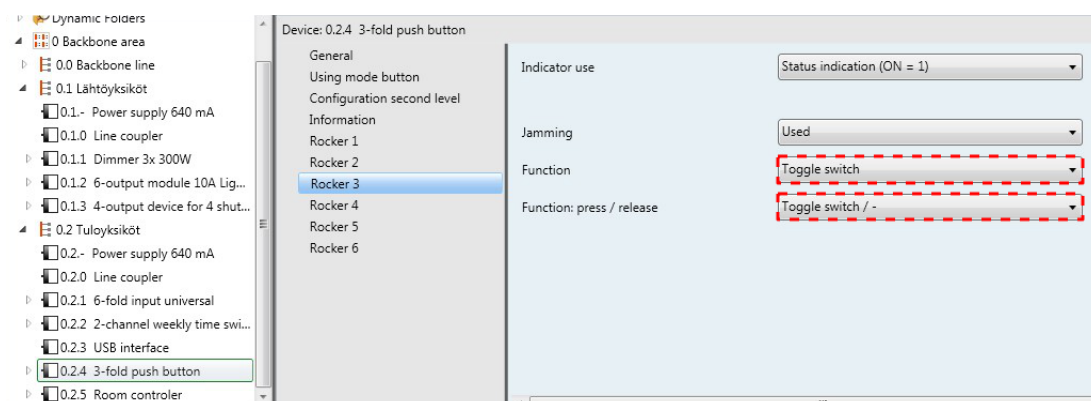 Dynamic Folders
0 Backbone area
0.0 Backbone line
0.1 Lähtöyksiköt
0.1.- Power supply 640 mA
0.1.0 Line coupler
0.1.1 Dimmer 3x 300W
0.1.2 6-output module 10A Lig...
0.1.3 4-output device for 4 shut...
0.2 Tuloyksiköt
0.2.- Power supply 640 mA
0.2.0 Line coupler
0.2.1 6-fold input universal
0.2.2 2-channel weekly time swi...
0.2.3 USB interface
0.2.4 3-fold push button
0.2.5 Room controler
Device: 0.2.4 3-fold push button
General
Using mode button
Configuration second level
Information
Rocker 1
Rocker 2
Rocker 3
Rocker 4
Rocker 5
Rocker 6
Indicator use Status indication (ON = 1)
Jamming Used
Function Toggle switch
Function: press / release Toggle switch / -